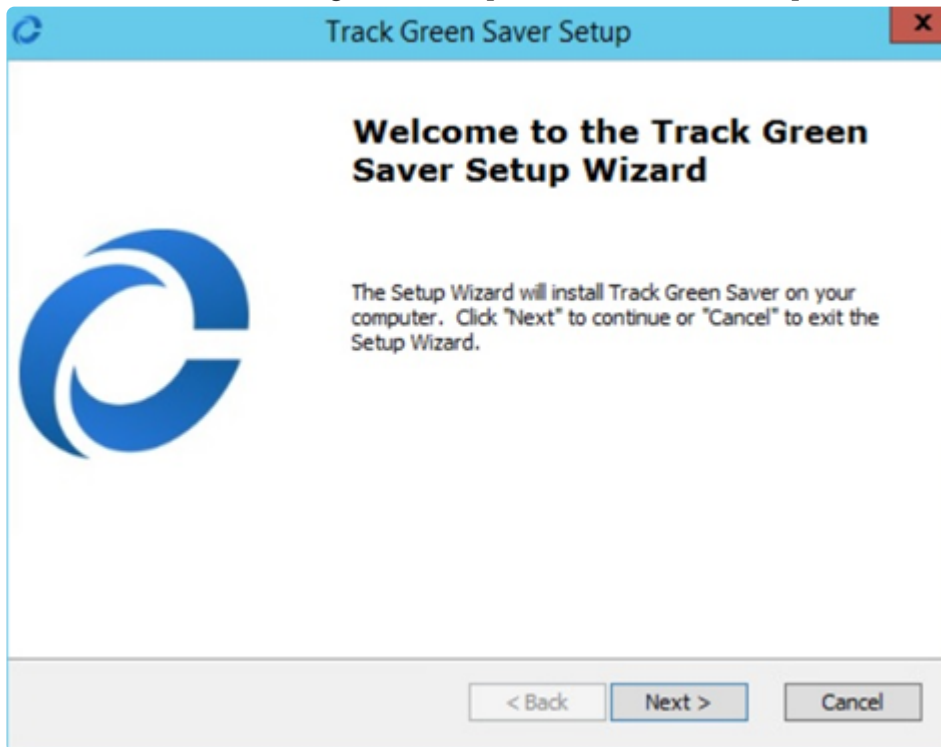 Track Green Saver Setup
X
Welcome to the Track Green
Saver Setup Wizard
The Setup Wizard will install Track Green Saver on your
computer. Click "Next" to continue or "Cancel" to exit the
Setup Wizard.
< Back
Next >
Cancel